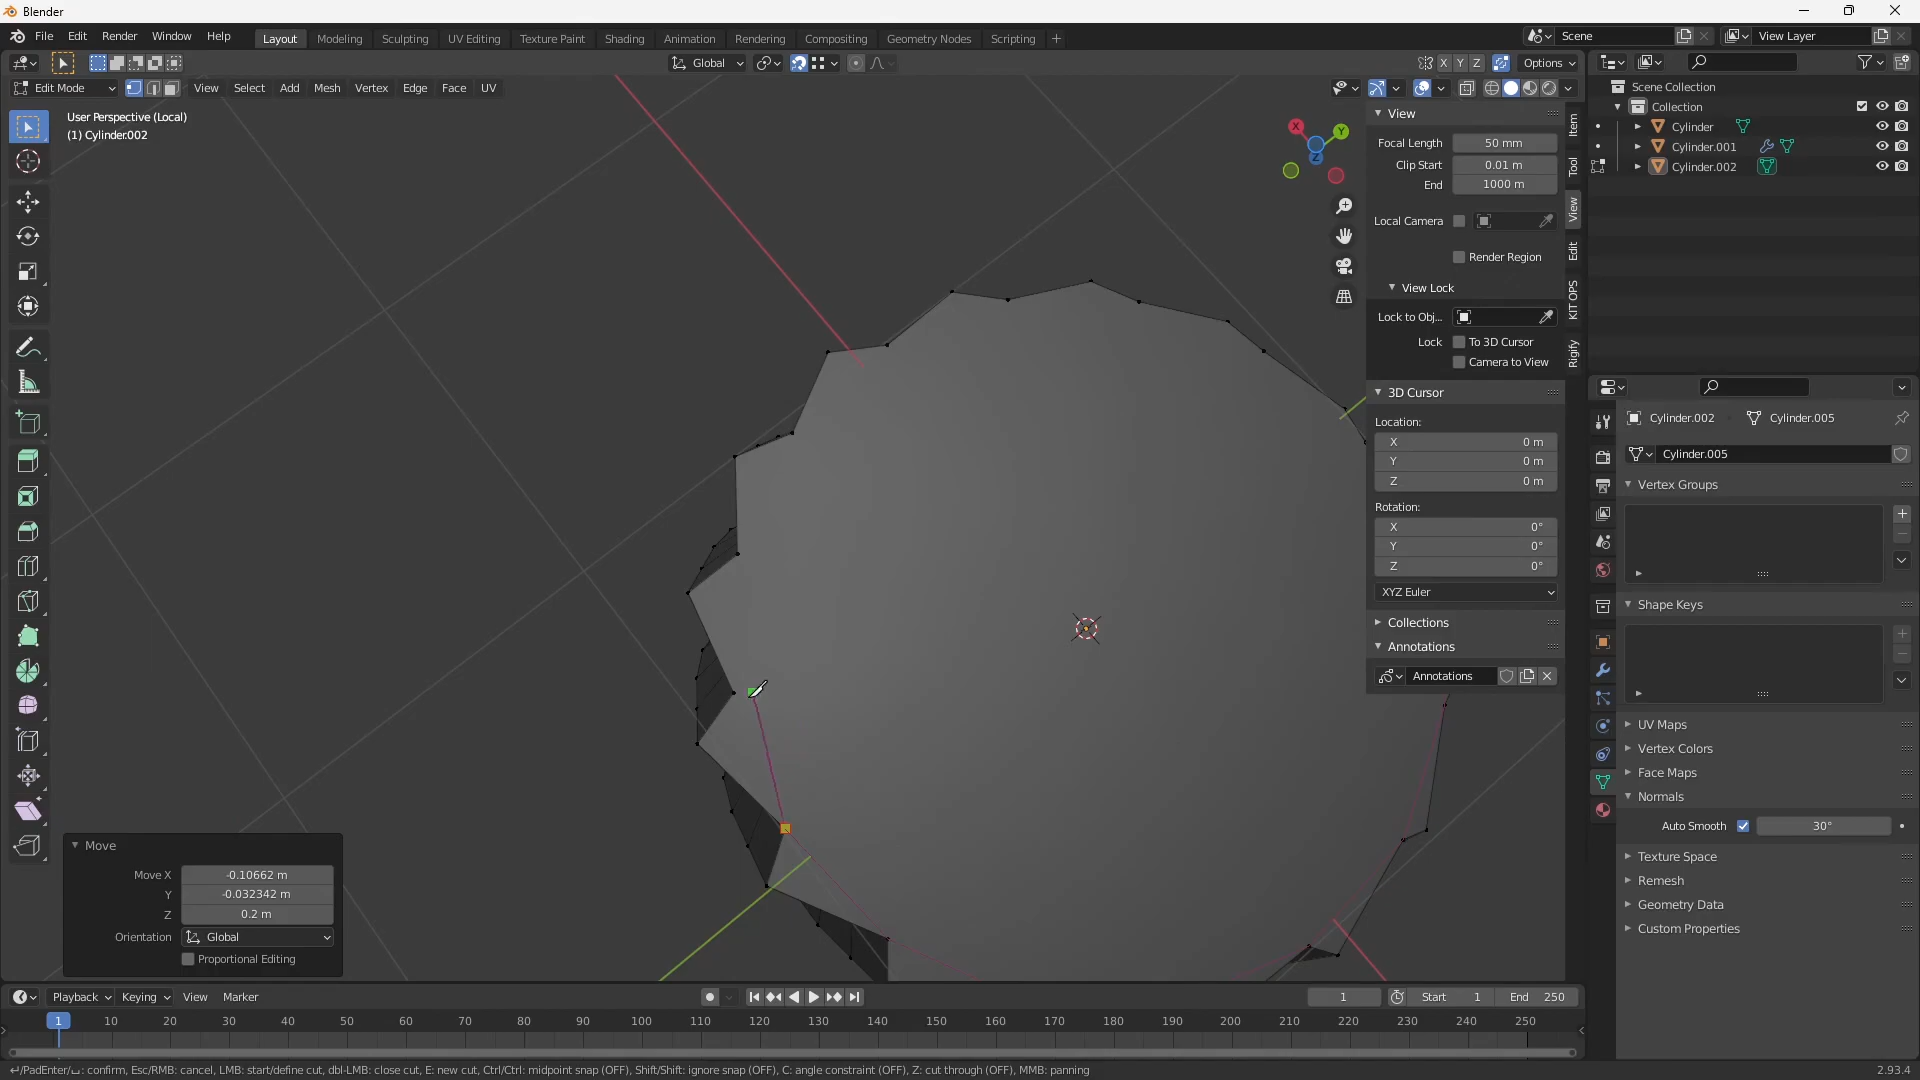 Blender
File Edit Render Window Help Layout Modeling Sculpting UV Editing Texture Paint Shading Animation Rendering Compositing Geometry Nodes Scripting + Scene View Layer
Global X Y Z Options
Edit Mode View Select Add Mesh Vertex Edge Face UV
User Perspective (Local)
(1) Cylinder.002
X Y Z
View
Focal Length 50 mm
Clip Start 0.01 m
End 1000 m
Local Camera
Render Region
View Lock
Lock to Obj...
Lock To 3D Cursor
Camera to View
3D Cursor
Location:
X 0 m
Y 0 m
Z 0 m
Rotation:
X 0°
Y 0°
Z 0°
XYZ Euler
Collections
Annotations
Annotations
Item
Tool
View
Edit
KIT OPS
Rigify
Scene Collection
Collection
Cylinder
Cylinder.001
Cylinder.002
Cylinder.002 Cylinder.005
Cylinder.005
Vertex Groups
Shape Keys
UV Maps
Vertex Colors
Face Maps
Normals
Auto Smooth 30°
Texture Space
Remesh
Geometry Data
Custom Properties
Move
Move X -0.10662 m
Y -0.032342 m
Z 0.2 m
Orientation Global
Proportional Editing
Playback Keying View Marker 1 Start 1 End 250
1 10 20 30 40 50 60 70 80 90 100 110 120 130 140 150 160 170 180 190 200 210 220 230 240 250
↵/PadEnter/⎵: confirm, Esc/RMB: cancel, LMB: start/define cut, dbl-LMB: close cut, E: new cut, Ctrl/Ctrl: midpoint snap (OFF), Shift/Shift: ignore snap (OFF), C: angle constraint (OFF), Z: cut through (OFF), MMB: panning 2.93.4